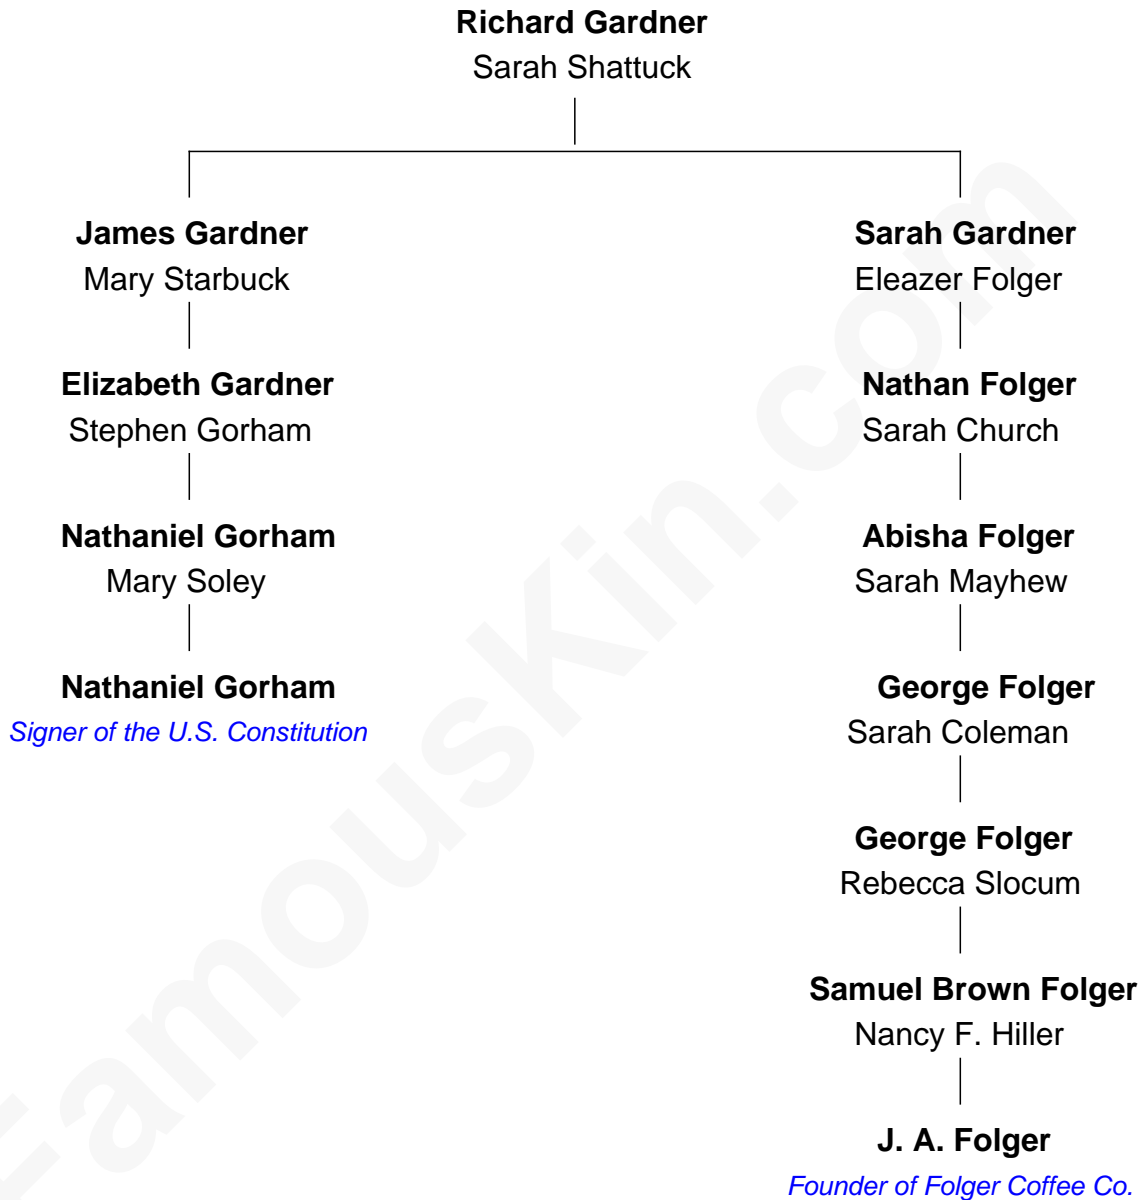 Richard Gardner
Sarah Shattuck
James Gardner
Mary Starbuck
Sarah Gardner
Eleazer Folger
Elizabeth Gardner
Stephen Gorham
Nathan Folger
Sarah Church
Nathaniel Gorham
Mary Soley
Abisha Folger
Sarah Mayhew
Nathaniel Gorham
Signer of the U.S. Constitution
George Folger
Sarah Coleman
George Folger
Rebecca Slocum
Samuel Brown Folger
Nancy F. Hiller
J. A. Folger
Founder of Folger Coffee Co.
FamousKin.com